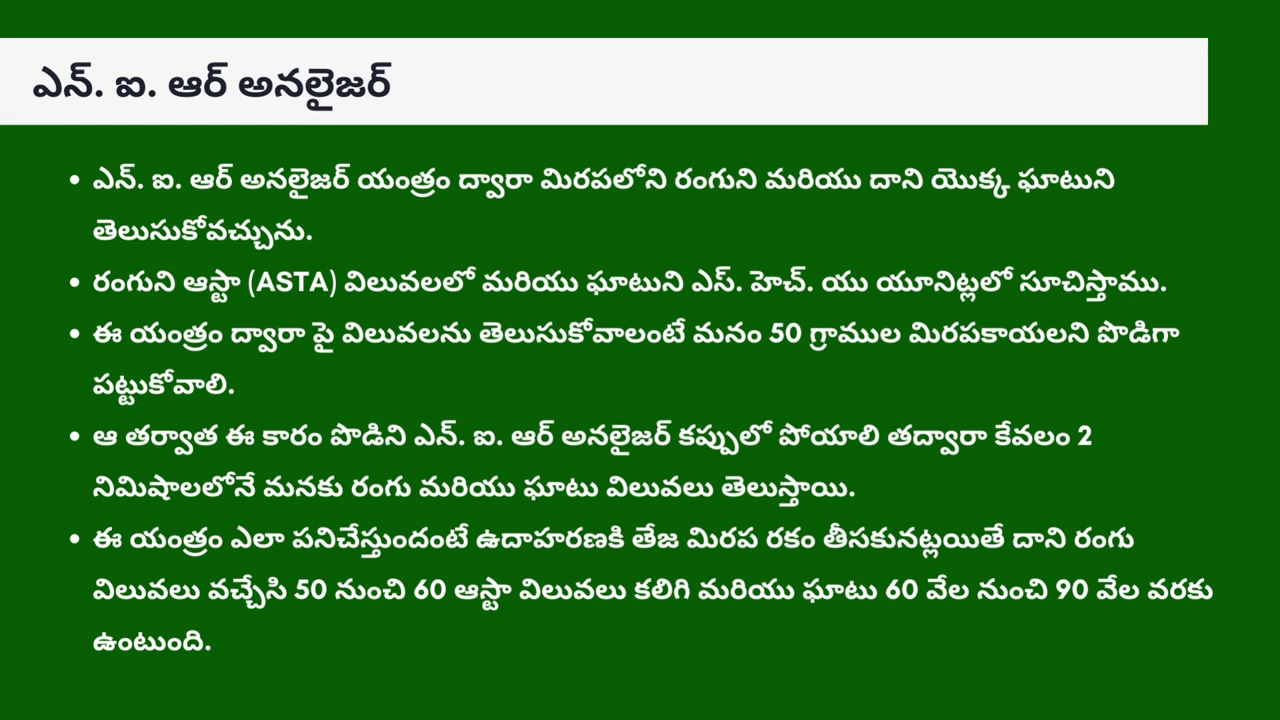 ఎన్. ఐ. ఆర్ అనలైజర్
• ఎన్. ఐ. ఆర్ అనలైజర్ యంత్రం ద్వారా మిరపలోని రంగుని మరియు దాని యొక్క ఘాటుని
తెలుసుకోవచ్చును.
• రంగుని ఆస్టా (ASTA) విలువలలో మరియు ఘాటుని ఎస్. హెచ్. యు యూనిట్లలో సూచిస్తాము.
• ఈ యంత్రం ద్వారా పై విలువలను తెలుసుకోవాలంటే మనం 50 గ్రాముల మిరపకాయలని పొడిగా
పట్టుకోవాలి.
• ఆ తర్వాత ఈ కారం పొడిని ఎన్. ఐ. ఆర్ అనలైజర్ కప్పులో పోయాలి తద్వారా కేవలం 2
నిమిషాలలోనే మనకు రంగు మరియు ఘాటు విలువలు తెలుస్తాయి.
• ఈ యంత్రం ఎలా పనిచేస్తుందంటే ఉదాహరణకి తేజ మిరప రకం తీసకునట్లయితే దాని రంగు
విలువలు వచ్చేసి 50 నుంచి 60 ఆస్టా విలువలు కలిగి మరియు ఘాటు 60 వేల నుంచి 90 వేల వరకు
ఉంటుంది.